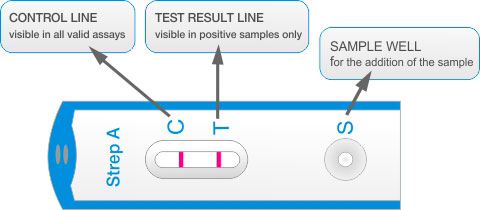 CONTROL LINE
visible in all valid assays
TEST RESULT LINE
visible in positive samples only
SAMPLE WELL
for the addition of the sample
Strep A
C
T
S